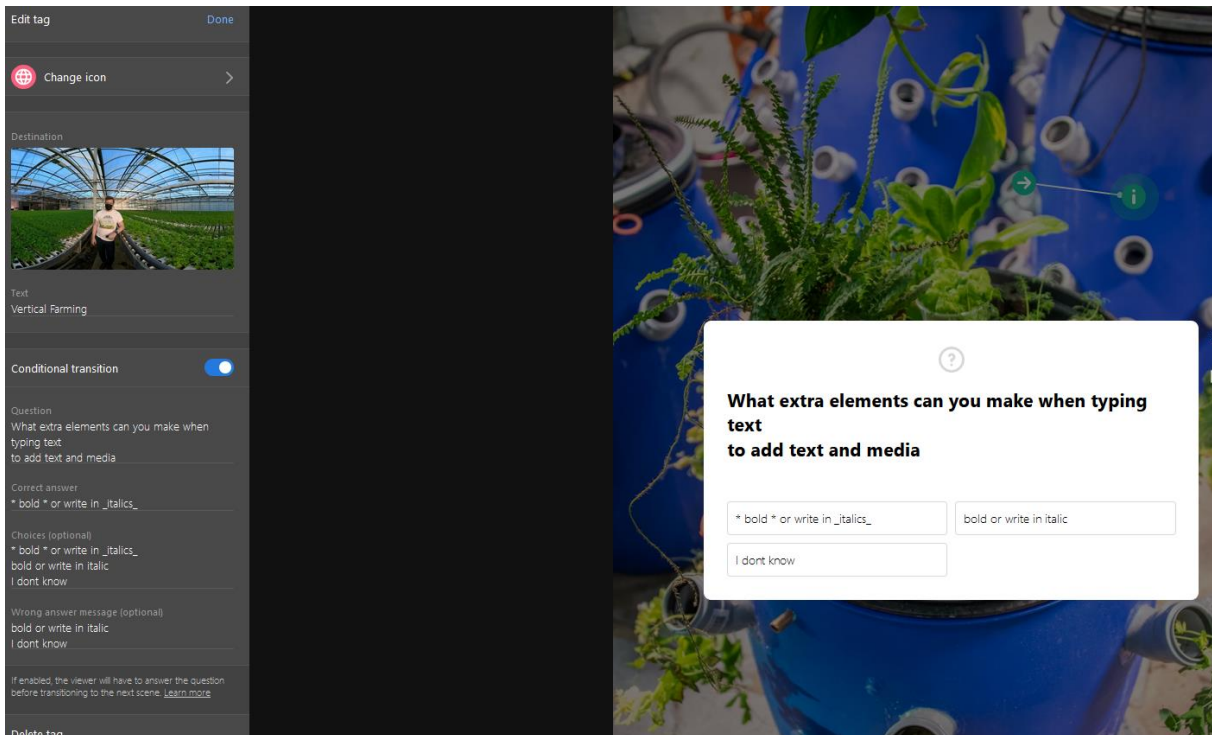 Edit tag
Done
Change icon
Destination
Text
Vertical Farming
Conditional transition
Question
What extra elements can you make when
typing text
to add text and media
Correct answer
* bold * or write in _italics_
Choices (optional)
* bold * or write in _italics_
bold or write in italic
I dont know
Wrong answer message (optional)
bold or write in italic
I dont know
If enabled, the viewer will have to answer the question
before transitioning to the next scene. Learn more
Delete tag
i
?
What extra elements can you make when typing
text
to add text and media
* bold * or write in _italics_
bold or write in italic
I dont know